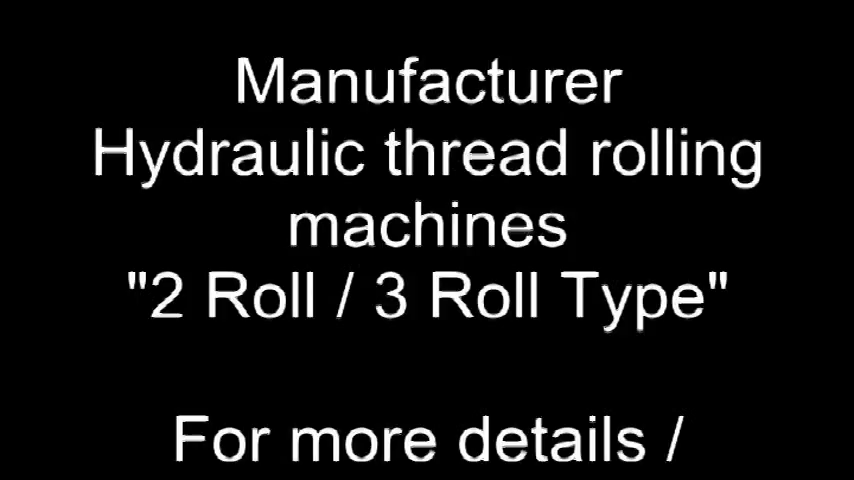 Manufacturer
Hydraulic thread rolling
machines
"2 Roll / 3 Roll Type"
For more details /